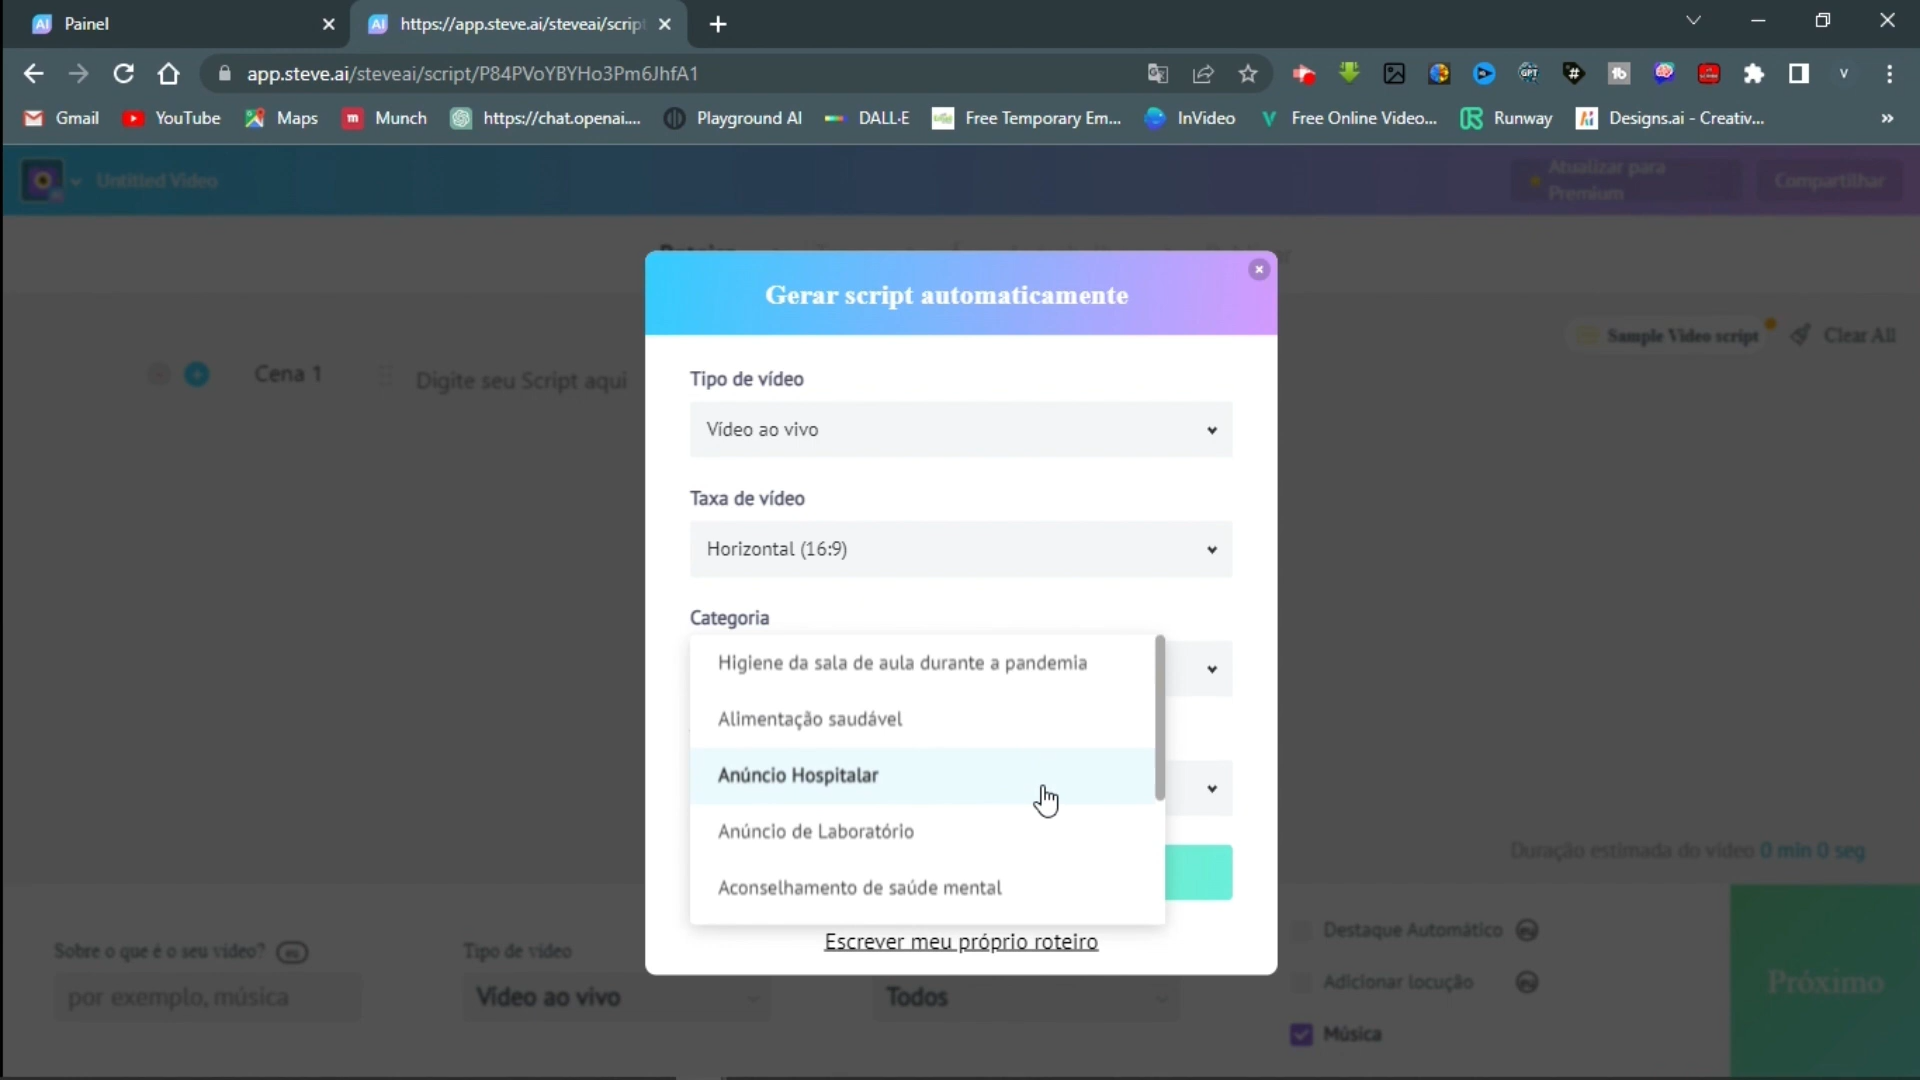 Painel
https://app.steve.ai/steveai/scrip
app.steve.ai/steveai/script/P84PVoYBYHo3Pm6JhfA1
GPT
#
v
Gmail
YouTube
Maps
Munch
https://chat.openai....
Playground AI
DALL·E
Free Temporary Em...
InVideo
Free Online Video...
Runway
Designs.ai - Creativ...
»
Untitled Video
Atualizar para
Premium
Compartilhar
Gerar script automaticamente
Sample Video script
Clear All
Cena 1
Digite seu Script aqui
Tipo de vídeo
Vídeo ao vivo
Taxa de vídeo
Horizontal (16:9)
Categoria
Higiene da sala de aula durante a pandemia
Alimentação saudável
Anúncio Hospitalar
Anúncio de Laboratório
Aconselhamento de saúde mental
Escrever meu próprio roteiro
Duração estimada do vídeo 0 min 0 seg
Sobre o que é o seu vídeo?
por exemplo, música
Tipo de vídeo
Vídeo ao vivo
Todos
Destaque Automático
Adicionar locução
Música
Próximo